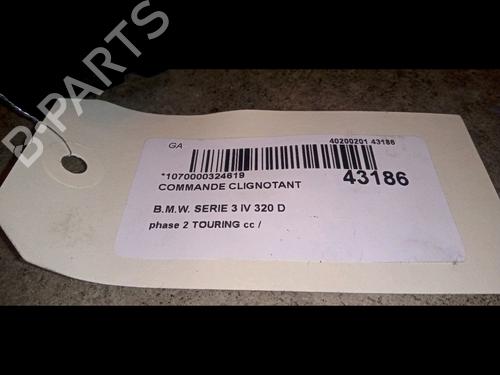 B-PARTS
GA
40200201 43186
*1070000324619
43186
COMMANDE CLIGNOTANT
B.M.W. SERIE 3 IV 320 D
phase 2 TOURING cc /